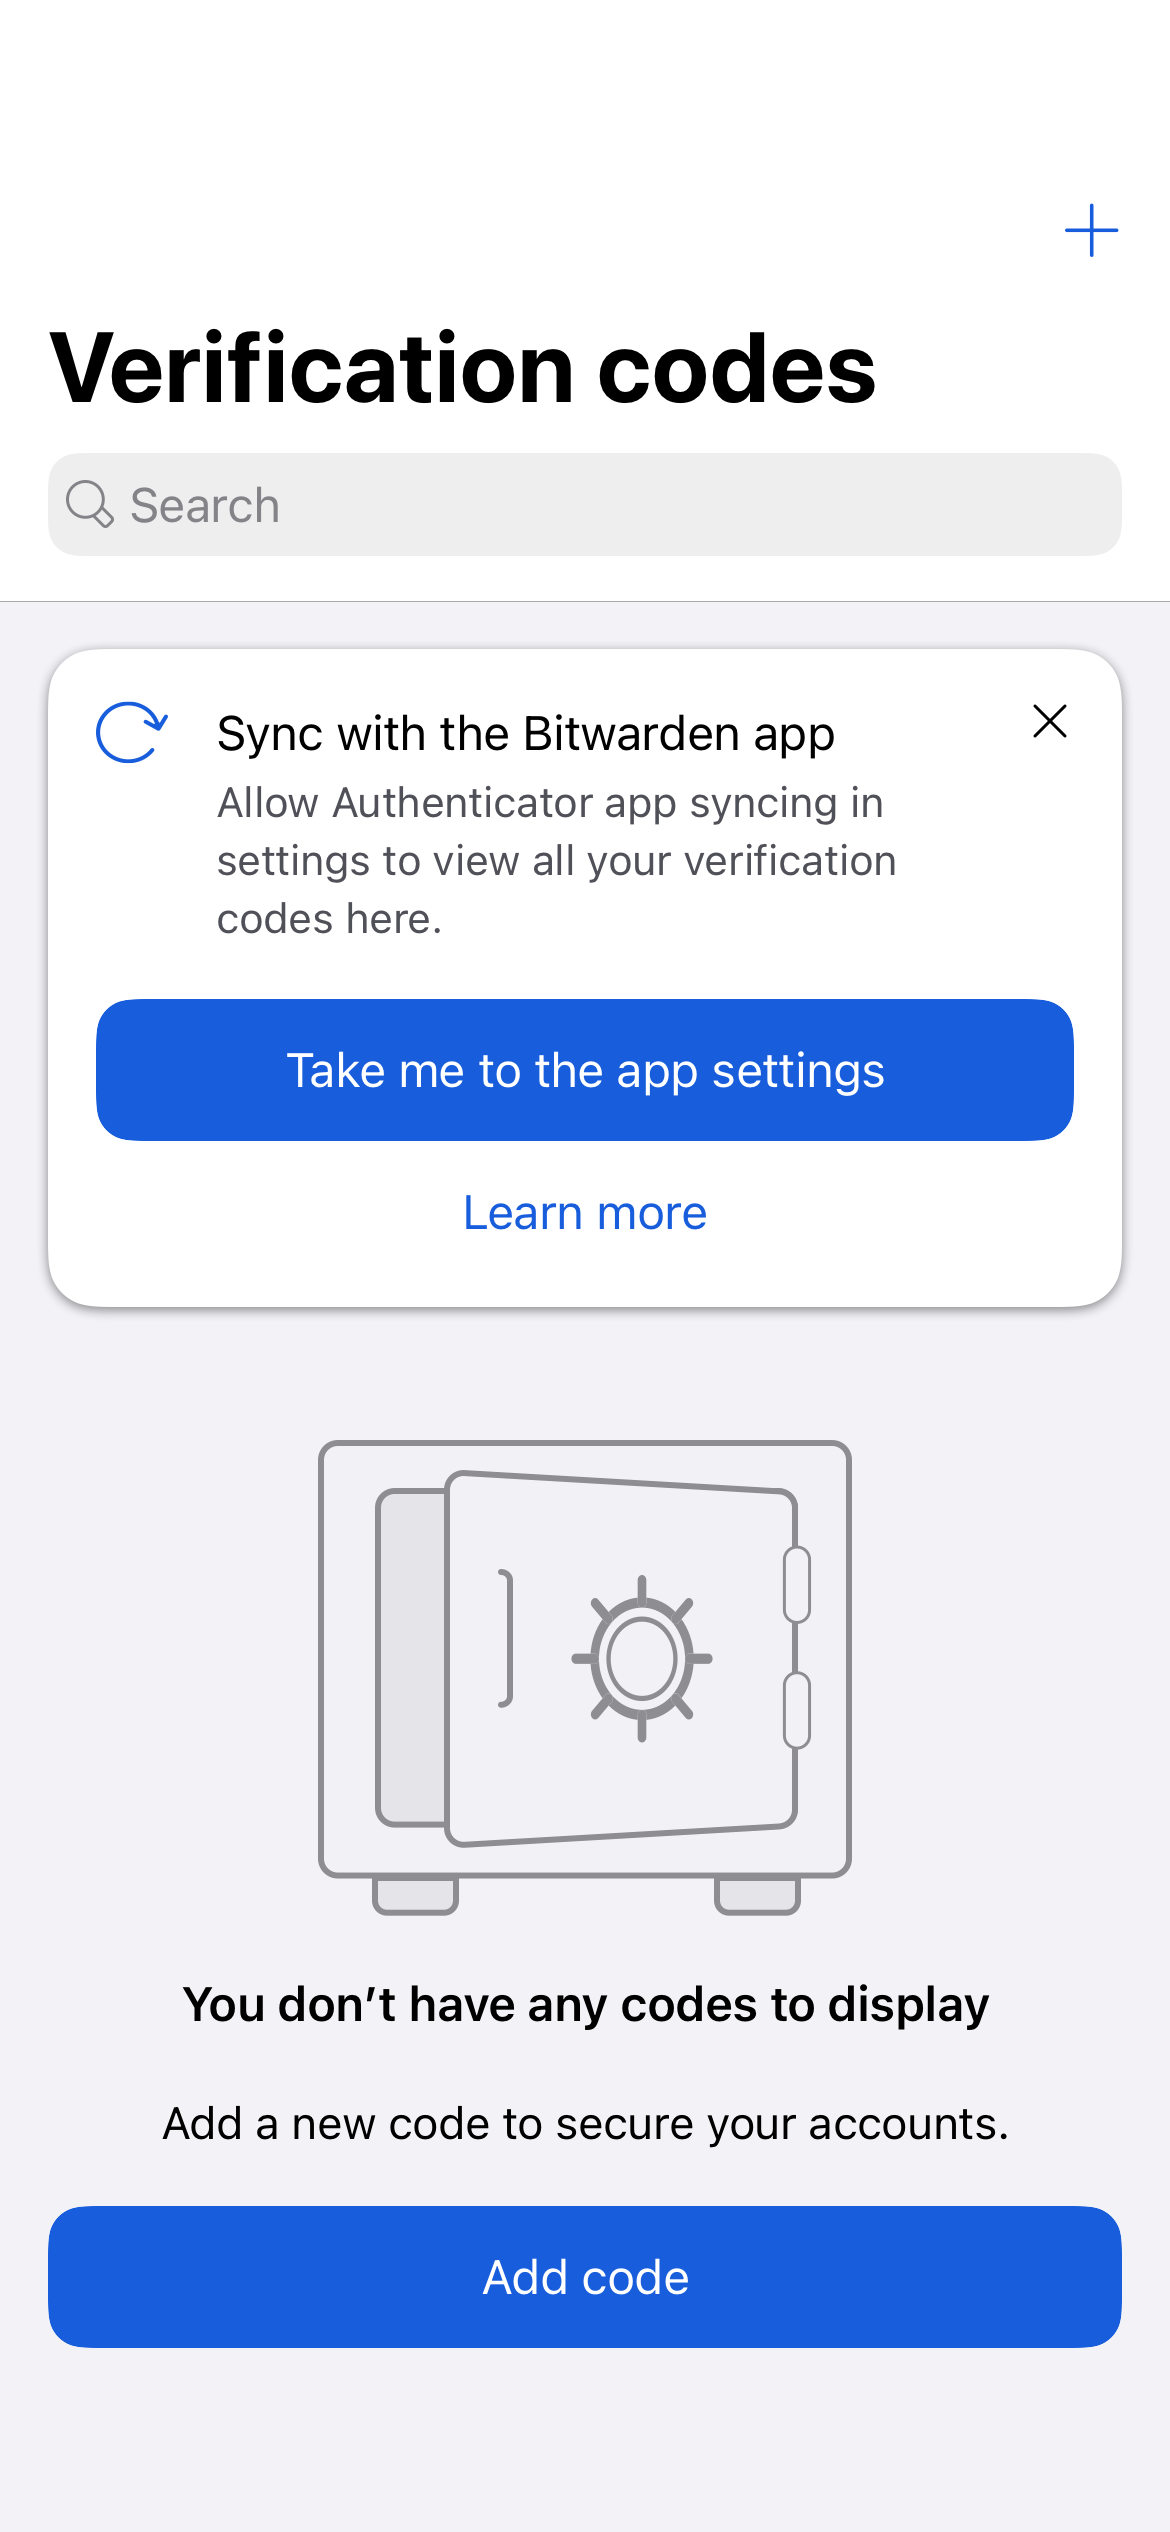 Verification codes
Search
Sync with the Bitwarden app
Allow Authenticator app syncing in
settings to view all your verification
codes here.
Take me to the app settings
Learn more
You don’t have any codes to display
Add a new code to secure your accounts.
Add code